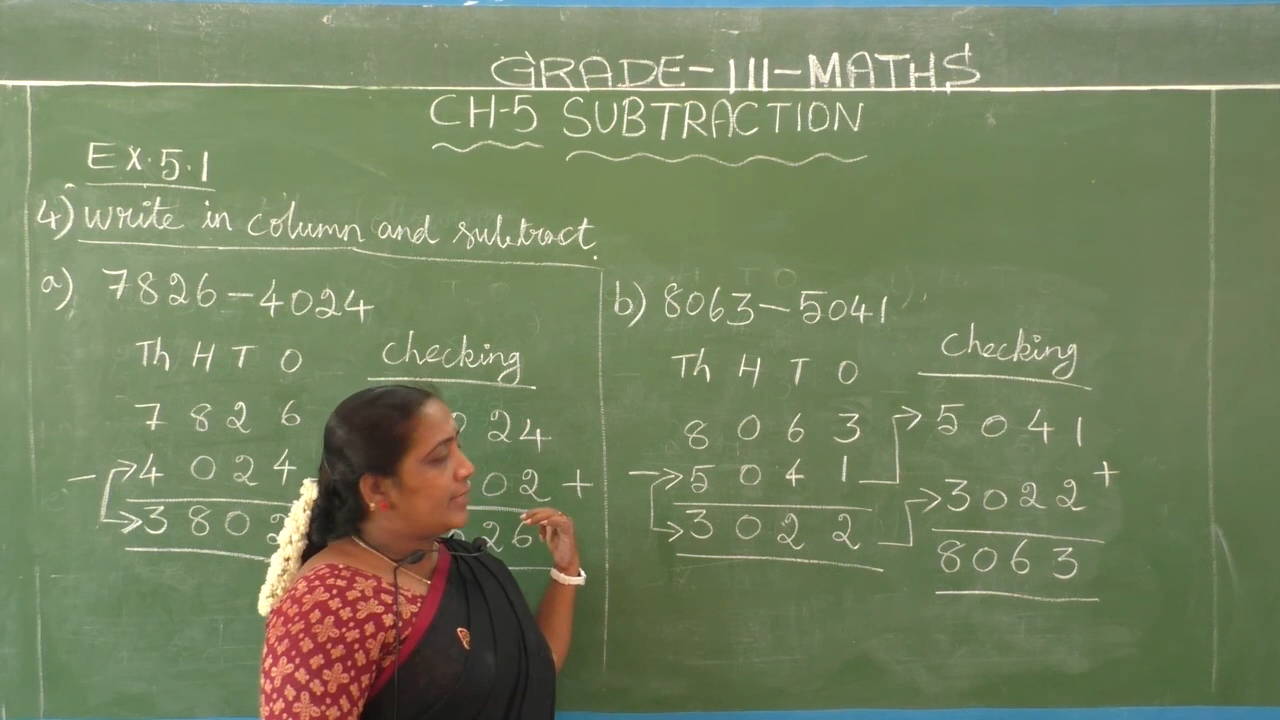 GRADE-III-MATHS
CH-5 SUBTRACTION
EX.5.1
4) Write in column and subtract.
a) 7826-4024
Th H T O
7 8 2 6
- 4 0 2 4
3 8 0 2
checking
24
02 +
26
b) 8063-5041
Th H T O
8 0 6 3
- 5 0 4 1
3 0 2 2
checking
5 0 4 1
3 0 2 2 +
8 0 6 3